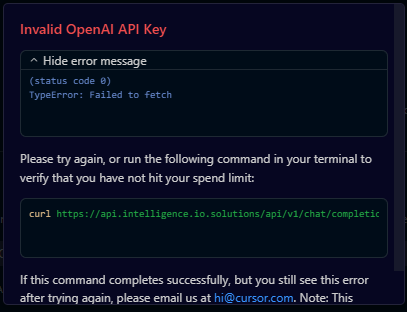 Invalid OpenAI API Key
Hide error message
(status code 0)
TypeError: Failed to fetch
Please try again, or run the following command in your terminal to
verify that you have not hit your spend limit:
curl https://api.intelligence.io.solutions/api/v1/chat/completic
If this command completes successfully, but you still see this error
after trying again, please email us at hi@cursor.com. Note: This